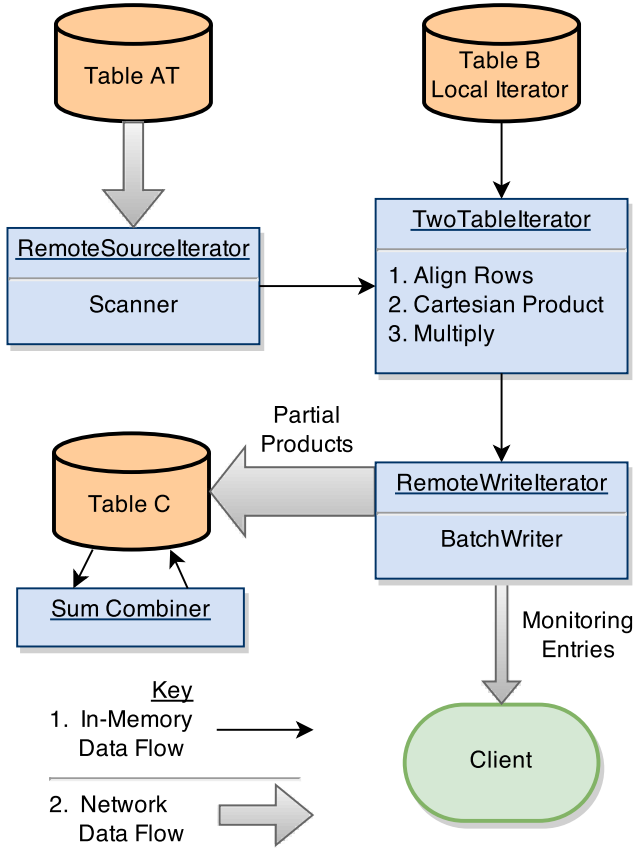 Table AT
Table B
Local Iterator
RemoteSourceIterator
Scanner
TwoTableIterator
1. Align Rows
2. Cartesian Product
3. Multiply
Partial
Products
Table C
RemoteWriteIterator
BatchWriter
Sum Combiner
Monitoring
Entries
Key
1. In-Memory
Data Flow
2. Network
Data Flow
Client